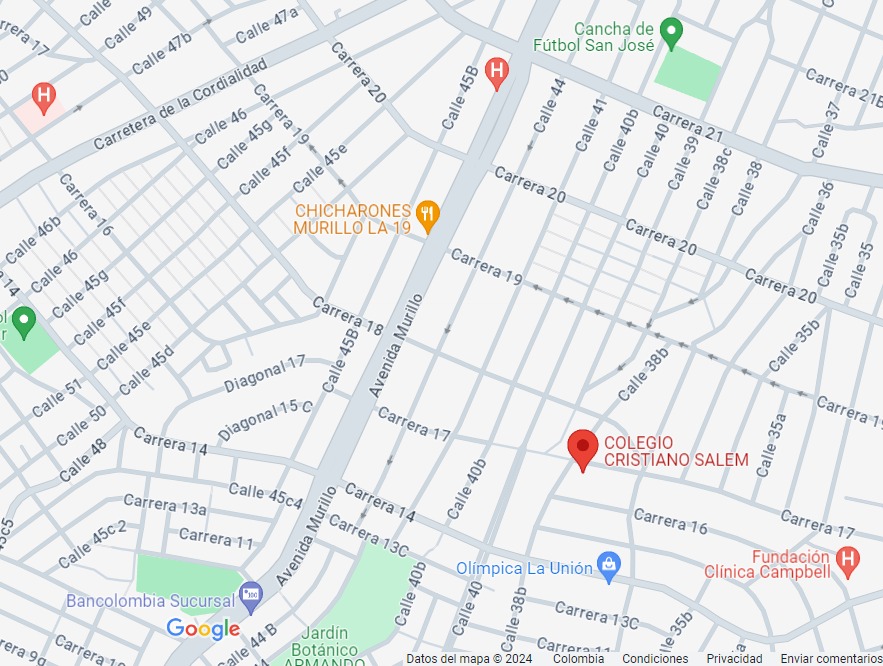 Calle 49
Calle 47a
Carrera 17
Calle 47b
Cancha de
Fútbol San José
Carretera de la Cordialidad
Carrera 20
Calle 45B
Calle 44
Calle 41
Calle 40b
Calle 40
Calle 39
Calle 38c
Calle 38
Calle 37
Carrera 21B
Carrera 21
H
H
Calle 46
Calle 45g
Calle 45f
Calle 45e
Carrera 19
Carrera 16
CHICHARONES
MURILLO LA 19
Carrera 20
Carrera 20
Carrera 20
Calle 36
Calle 35b
Calle 35
Calle 46b
Calle 46
Calle 45g
Calle 45f
Calle 45e
Calle 45d
Carrera 19
Carrera 18
Calle 45B
Avenida Murillo
Calle 35b
Calle 38b
Diagonal 17
Diagonal 15 C
Calle 51
Calle 50
Calle 48
Carrera 14
Carrera 17
COLEGIO
CRISTIANO SALEM
Calle 35a
Calle 45c4
Carrera 14
Calle 40b
Carrera 13a
Carrera 11
Calle 45c 2
Avenida Murillo
Carrera 13C
Carrera 16
Carrera 17
Fundación
Clínica Campbell
H
Olímpica La Unión
Bancolombia Sucursal
Google
Calle 44 B
Jardín
Botánico
ARMANDO
Calle 40b
Calle 40
Calle 38b
Carrera 13C
Calle 35b
Carrera 11
Carrera 10
Datos del mapa © 2024 Colombia Condiciones Privacidad Enviar comentarios